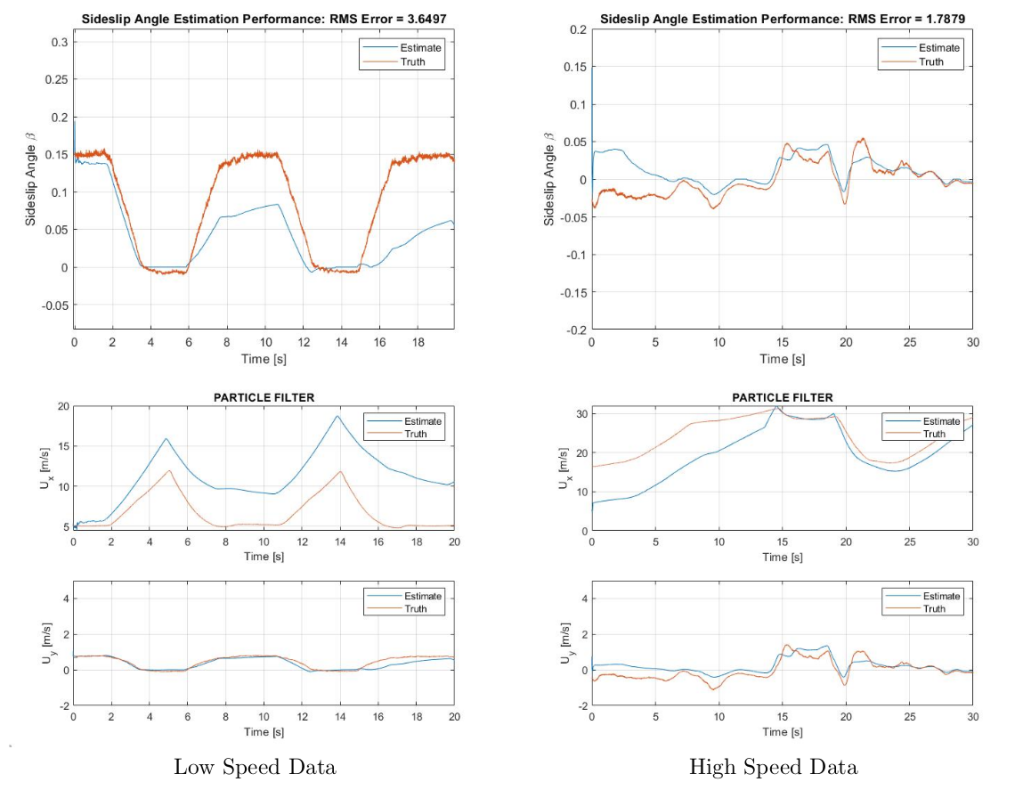 Sideslip Angle Estimation Performance: RMS Error = 3.6497
0.3
0.25
0.2
0.15
0.1
0.05
0
-0.05
Sideslip Angle β
Estimate
Truth
0 2 4 6 8 10 12 14 16 18
Time [s]
PARTICLE FILTER
20
15
10
5
U_x [m/s]
Estimate
Truth
0 2 4 6 8 10 12 14 16 18 20
Time [s]
4
2
0
-2
U_y [m/s]
Estimate
Truth
0 2 4 6 8 10 12 14 16 18 20
Time [s]
Low Speed Data
Sideslip Angle Estimation Performance: RMS Error = 1.7879
0.2
0.15
0.1
0.05
0
-0.05
-0.1
-0.15
-0.2
Sideslip Angle β
Estimate
Truth
0 5 10 15 20 25 30
Time [s]
PARTICLE FILTER
30
20
10
0
U_x [m/s]
Estimate
Truth
0 5 10 15 20 25 30
Time [s]
4
2
0
-2
U_y [m/s]
Estimate
Truth
0 5 10 15 20 25 30
Time [s]
High Speed Data